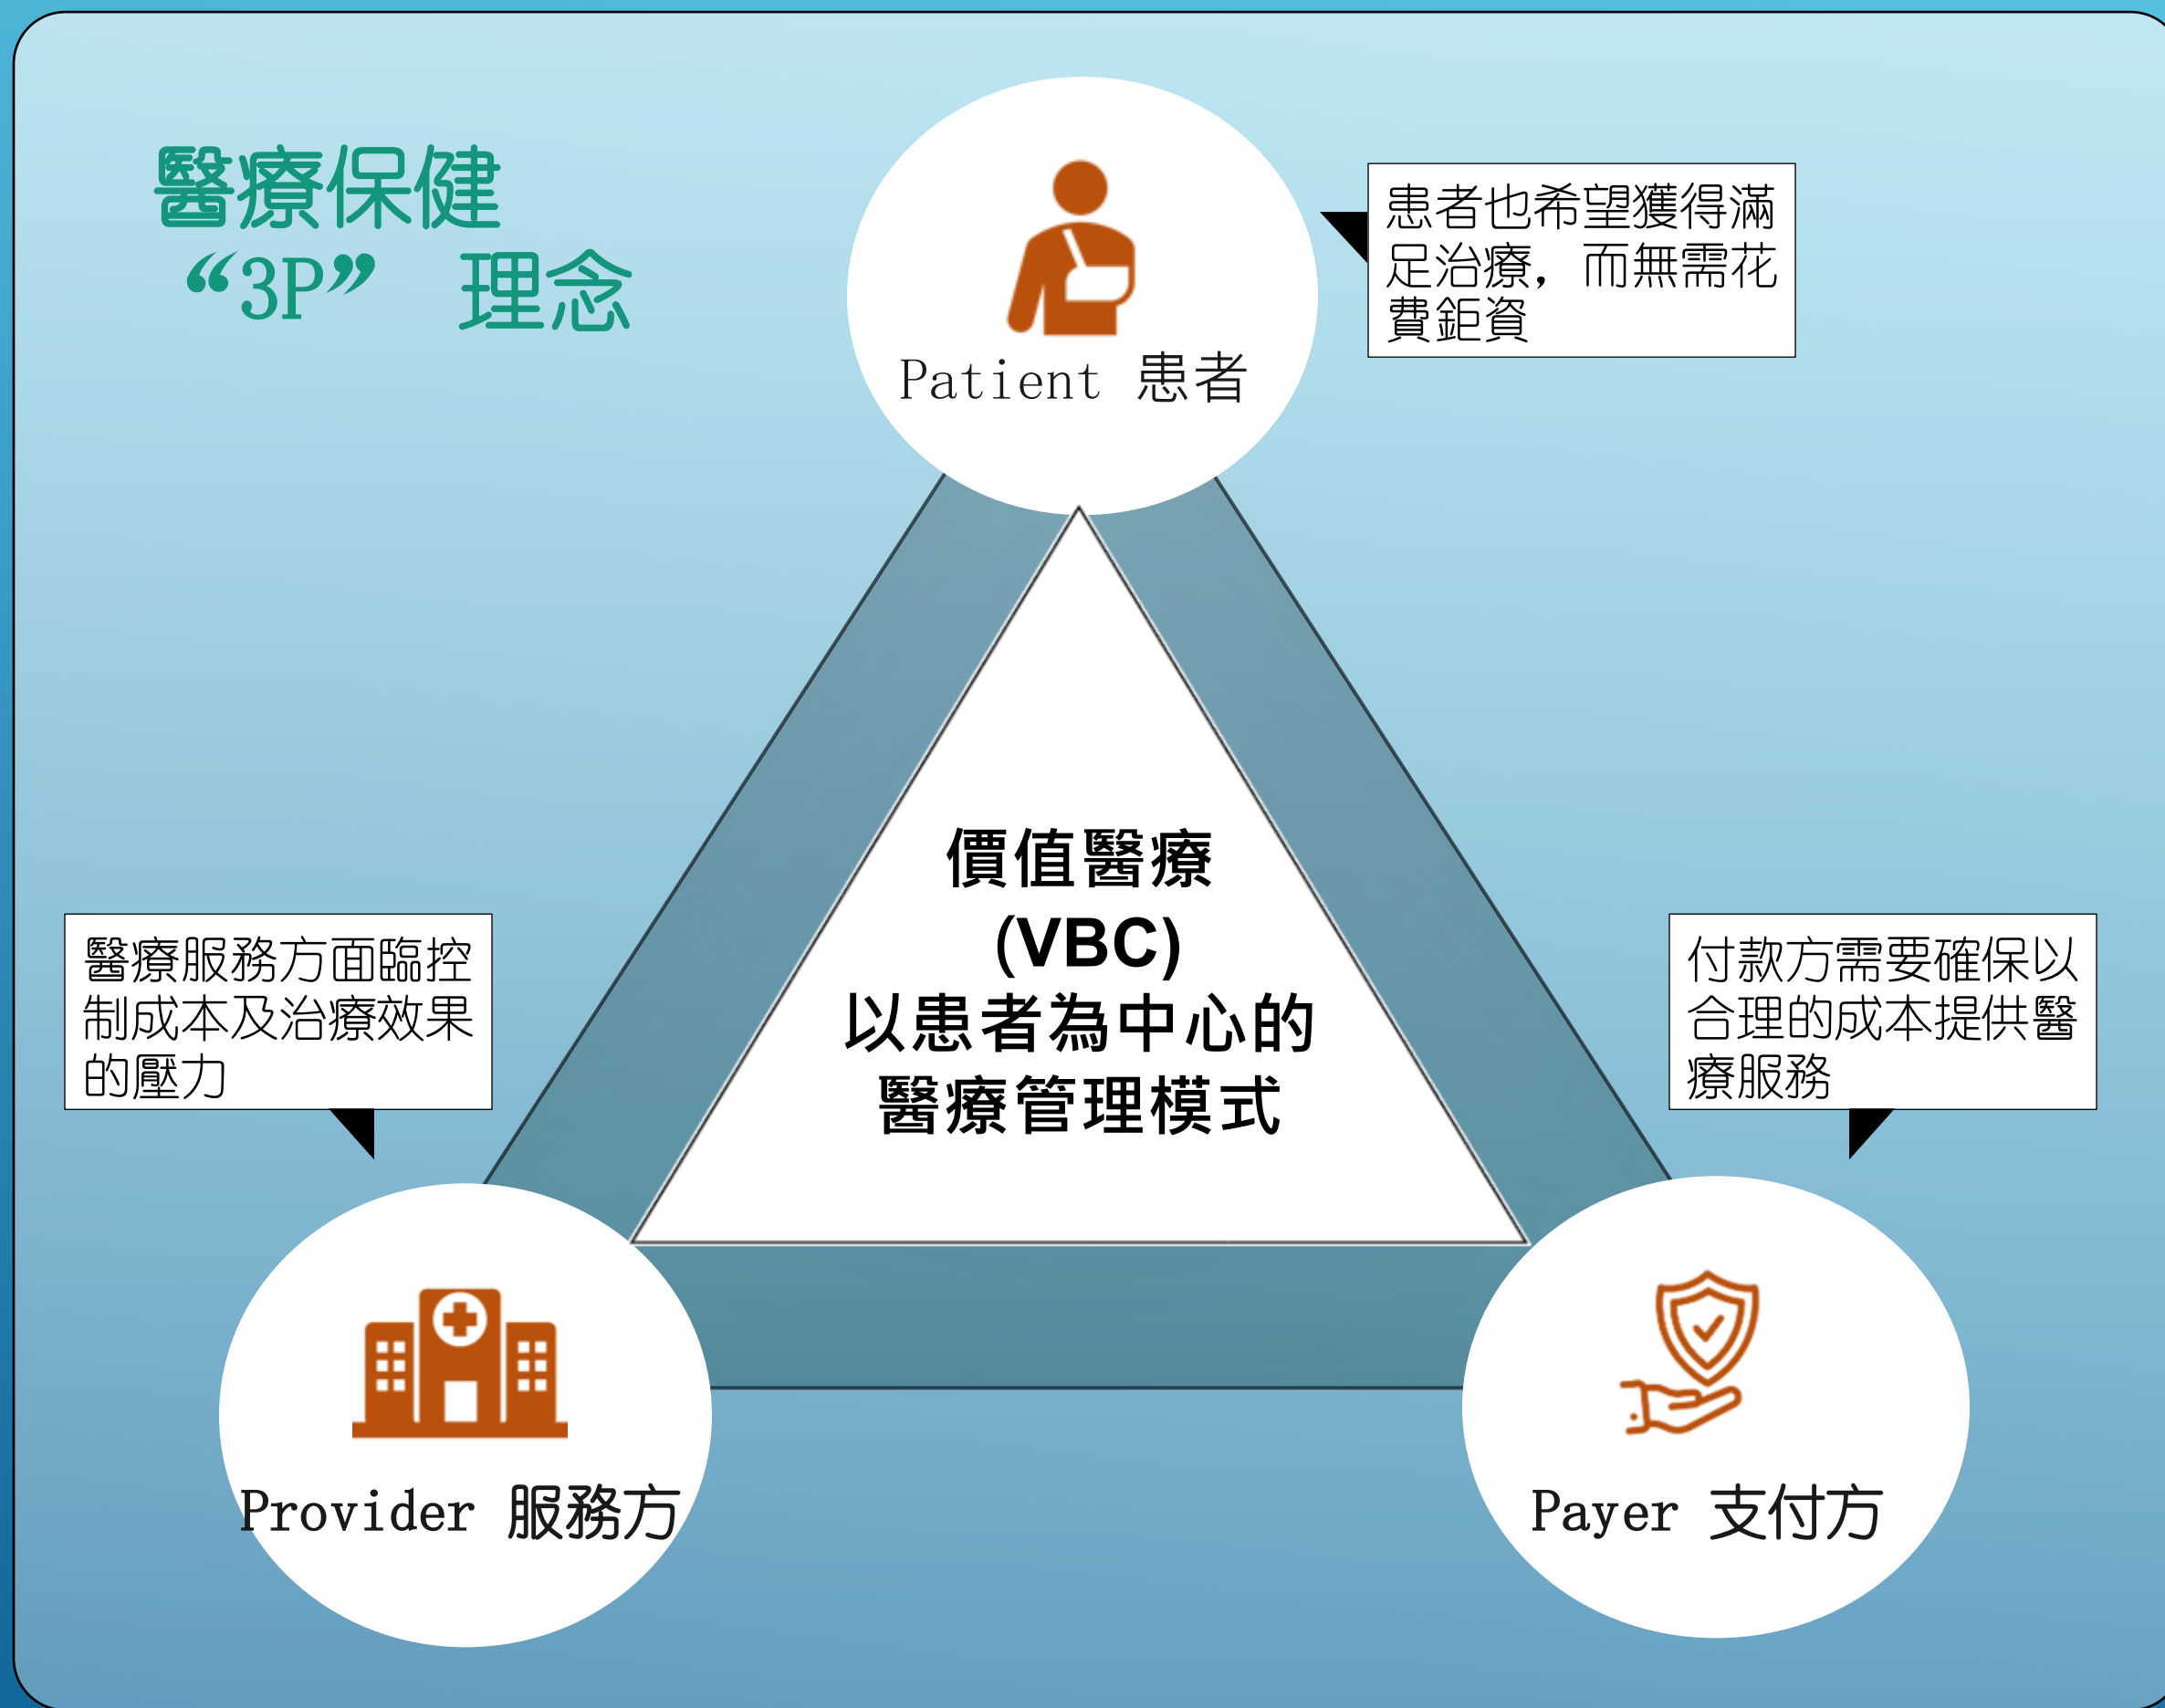 醫療保健
“3P” 理念
Patient 患者
患者也希望獲得滿
足治療，而無需花
費鉅資
價值醫療
(VBC)
以患者為中心的
醫療管理模式
醫療服務方面臨控
制成本及治療效果
的壓力
付款方需要確保以
合理的成本提供醫
療服務
Provider 服務方
Payer 支付方